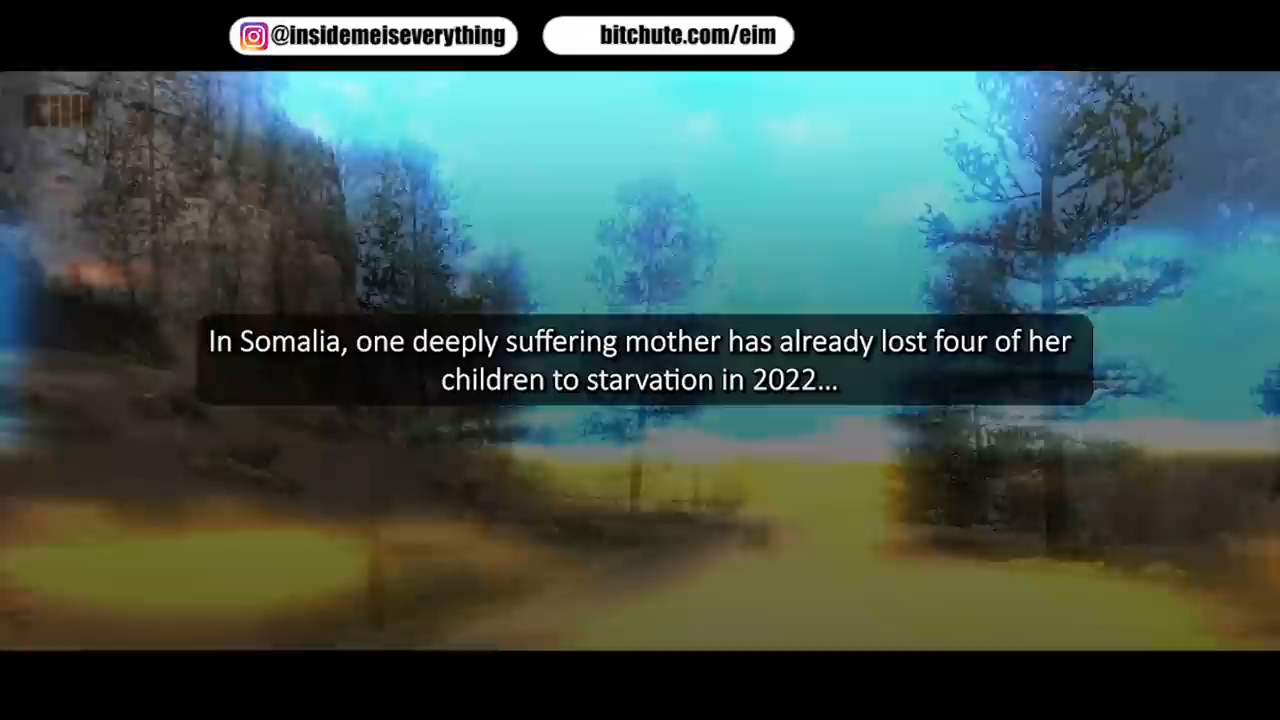 @insidemeiseverything
bitchute.com/eim
In Somalia, one deeply suffering mother has already lost four of her
children to starvation in 2022...